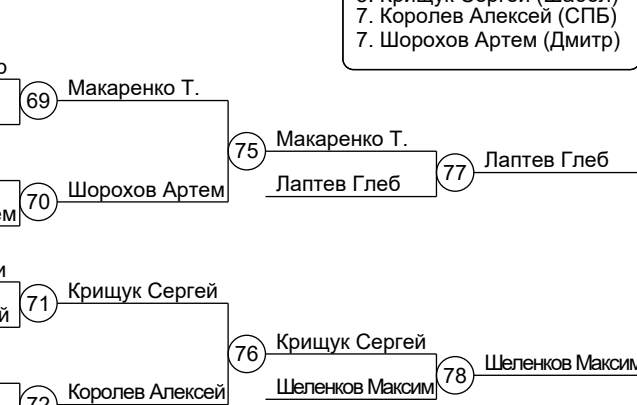 7. Королев Алексей (СПБ)
7. Шорохов Артем (Дмитр)
69 Макаренко Т.
75 Макаренко Т.
77 Лаптев Глеб
70 Шорохов Артем
Лаптев Глеб
71 Крищук Сергей
76 Крищук Сергей
78 Шеленков Максим
72 Королев Алексей
Шеленков Максим